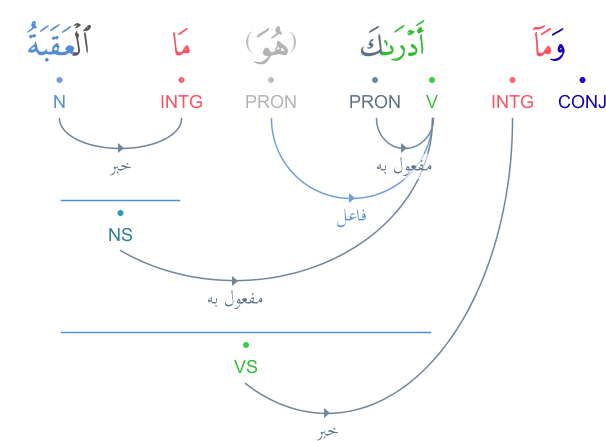 وَمَآ أَدْرَىٰكَ (هُوَ) مَا ٱلْعَقَبَةُ
CONJ INTG V PRON PRON INTG N
خبر
مفعول به
فاعل
NS
مفعول به
VS
خبر